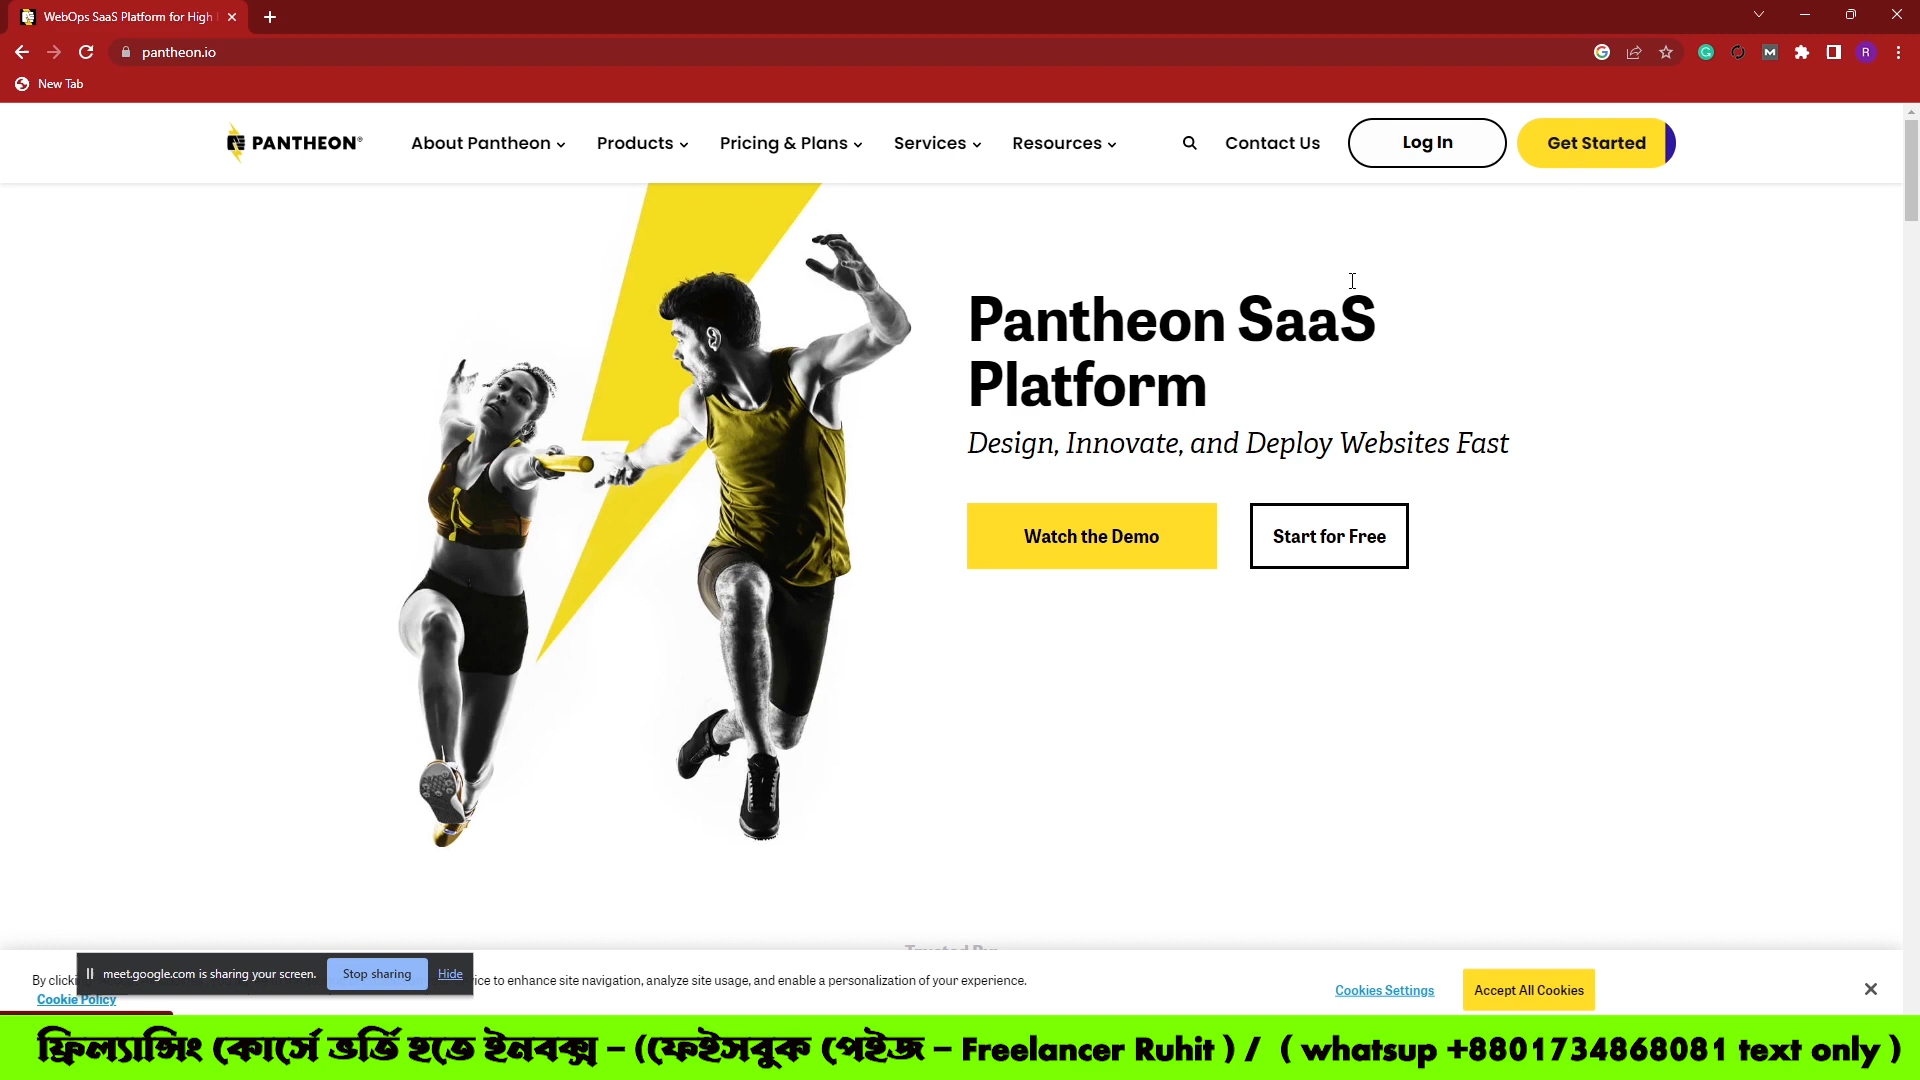 WebOps SaaS Platform for High
pantheon.io
R
New Tab
PANTHEON®
About Pantheon
Products
Pricing & Plans
Services
Resources
Contact Us
Log In
Get Started
Pantheon SaaS
Platform
Design, Innovate, and Deploy Websites Fast
Watch the Demo
Start for Free
By clicki
ice to enhance site navigation, analyze site usage, and enable a personalization of your experience.
Cookie Policy
meet.google.com is sharing your screen.
Stop sharing
Hide
Cookies Settings
Accept All Cookies
ফ্রিল্যান্সিং কোর্সে ভর্তি হতে ইনবক্স – ((ফেইসবুক পেইজ – Freelancer Ruhit ) / ( whatsup +8801734868081 text only )